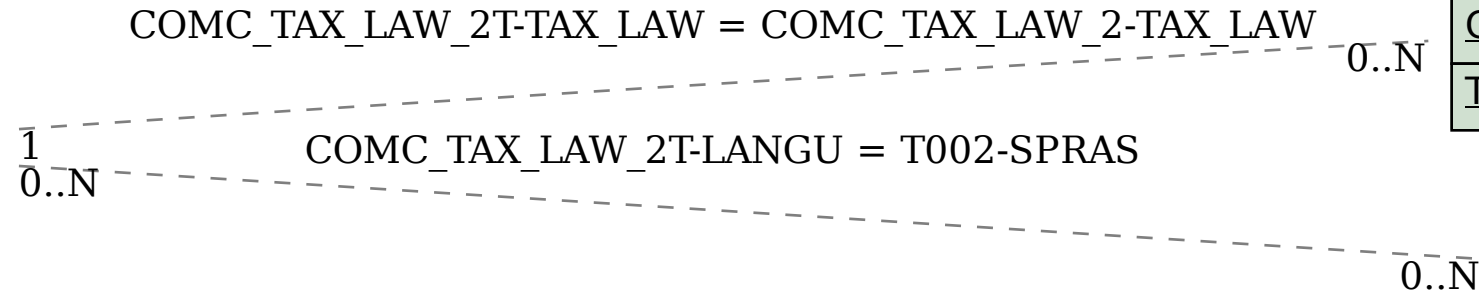 COMC_TAX_LAW_2T-TAX_LAW = COMC_TAX_LAW_2-TAX_LAW
0..N
1
COMC_TAX_LAW_2T-LANGU = T002-SPRAS
0..N
0..N